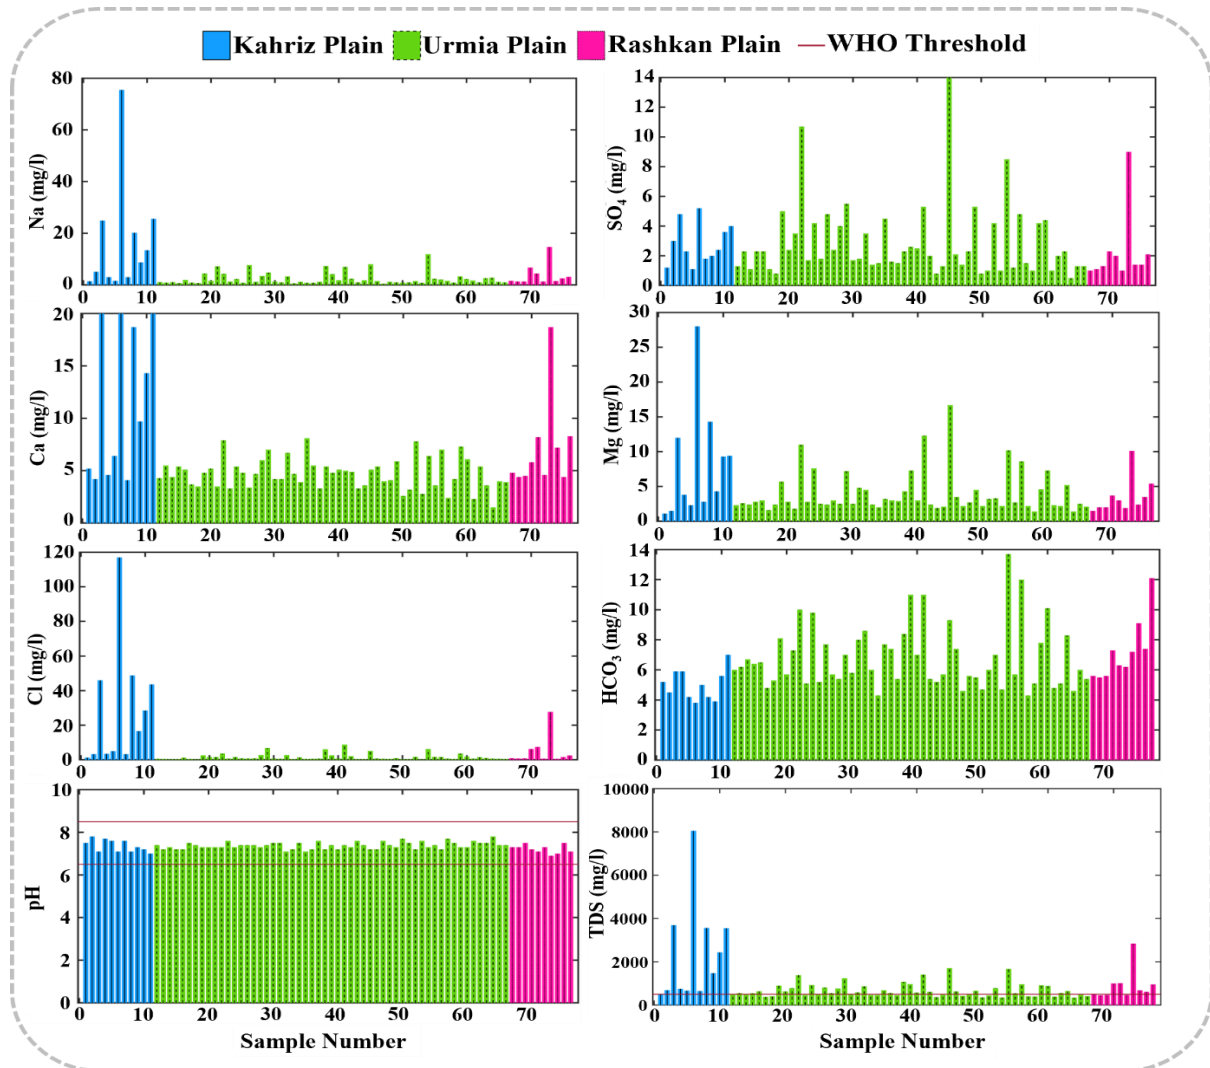 Kahriz Plain Urmia Plain Rashkan Plain WHO Threshold
Na (mg/l)
80
60
40
20
0
0 10 20 30 40 50 60 70
SO4 (mg/l)
14
12
10
8
6
4
2
0
0 10 20 30 40 50 60 70
Ca (mg/l)
20
15
10
5
0
0 10 20 30 40 50 60 70
Mg (mg/l)
30
25
20
15
10
5
0
0 10 20 30 40 50 60 70
Cl (mg/l)
120
100
80
60
40
20
0
0 10 20 30 40 50 60 70
HCO3 (mg/l)
14
12
10
8
6
4
2
0
0 10 20 30 40 50 60 70
pH
10
8
6
4
2
0
0 10 20 30 40 50 60 70
Sample Number
TDS (mg/l)
10000
8000
6000
4000
2000
1000
0
0 10 20 30 40 50 60 70
Sample Number